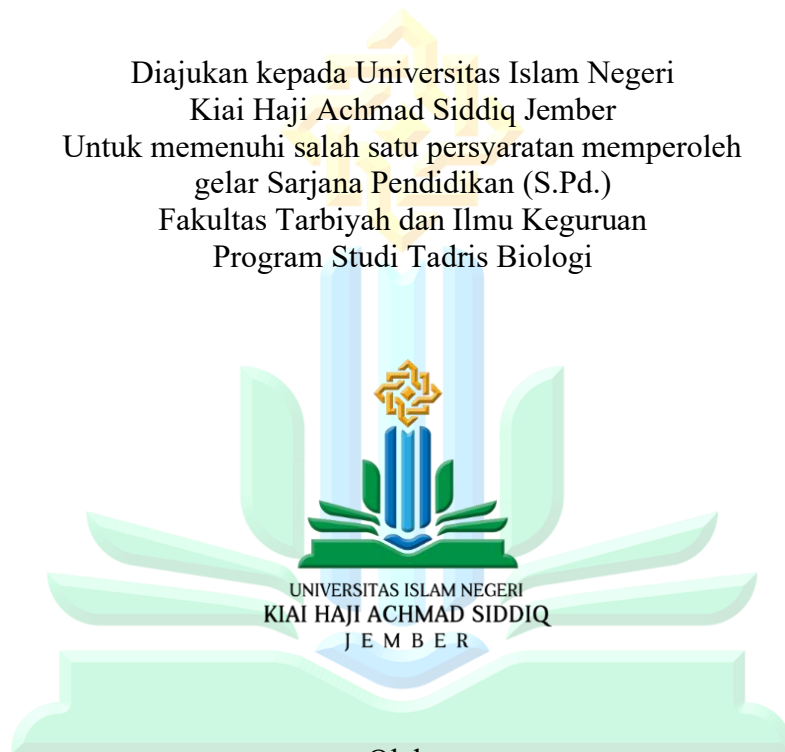 Diajukan kepada Universitas Islam Negeri
Kiai Haji Achmad Siddiq Jember
Untuk memenuhi salah satu persyaratan memperoleh
gelar Sarjana Pendidikan (S.Pd.)
Fakultas Tarbiyah dan Ilmu Keguruan
Program Studi Tadris Biologi
UNIVERSITAS ISLAM NEGERI
KIAI HAJI ACHMAD SIDDIQ
JEMBER